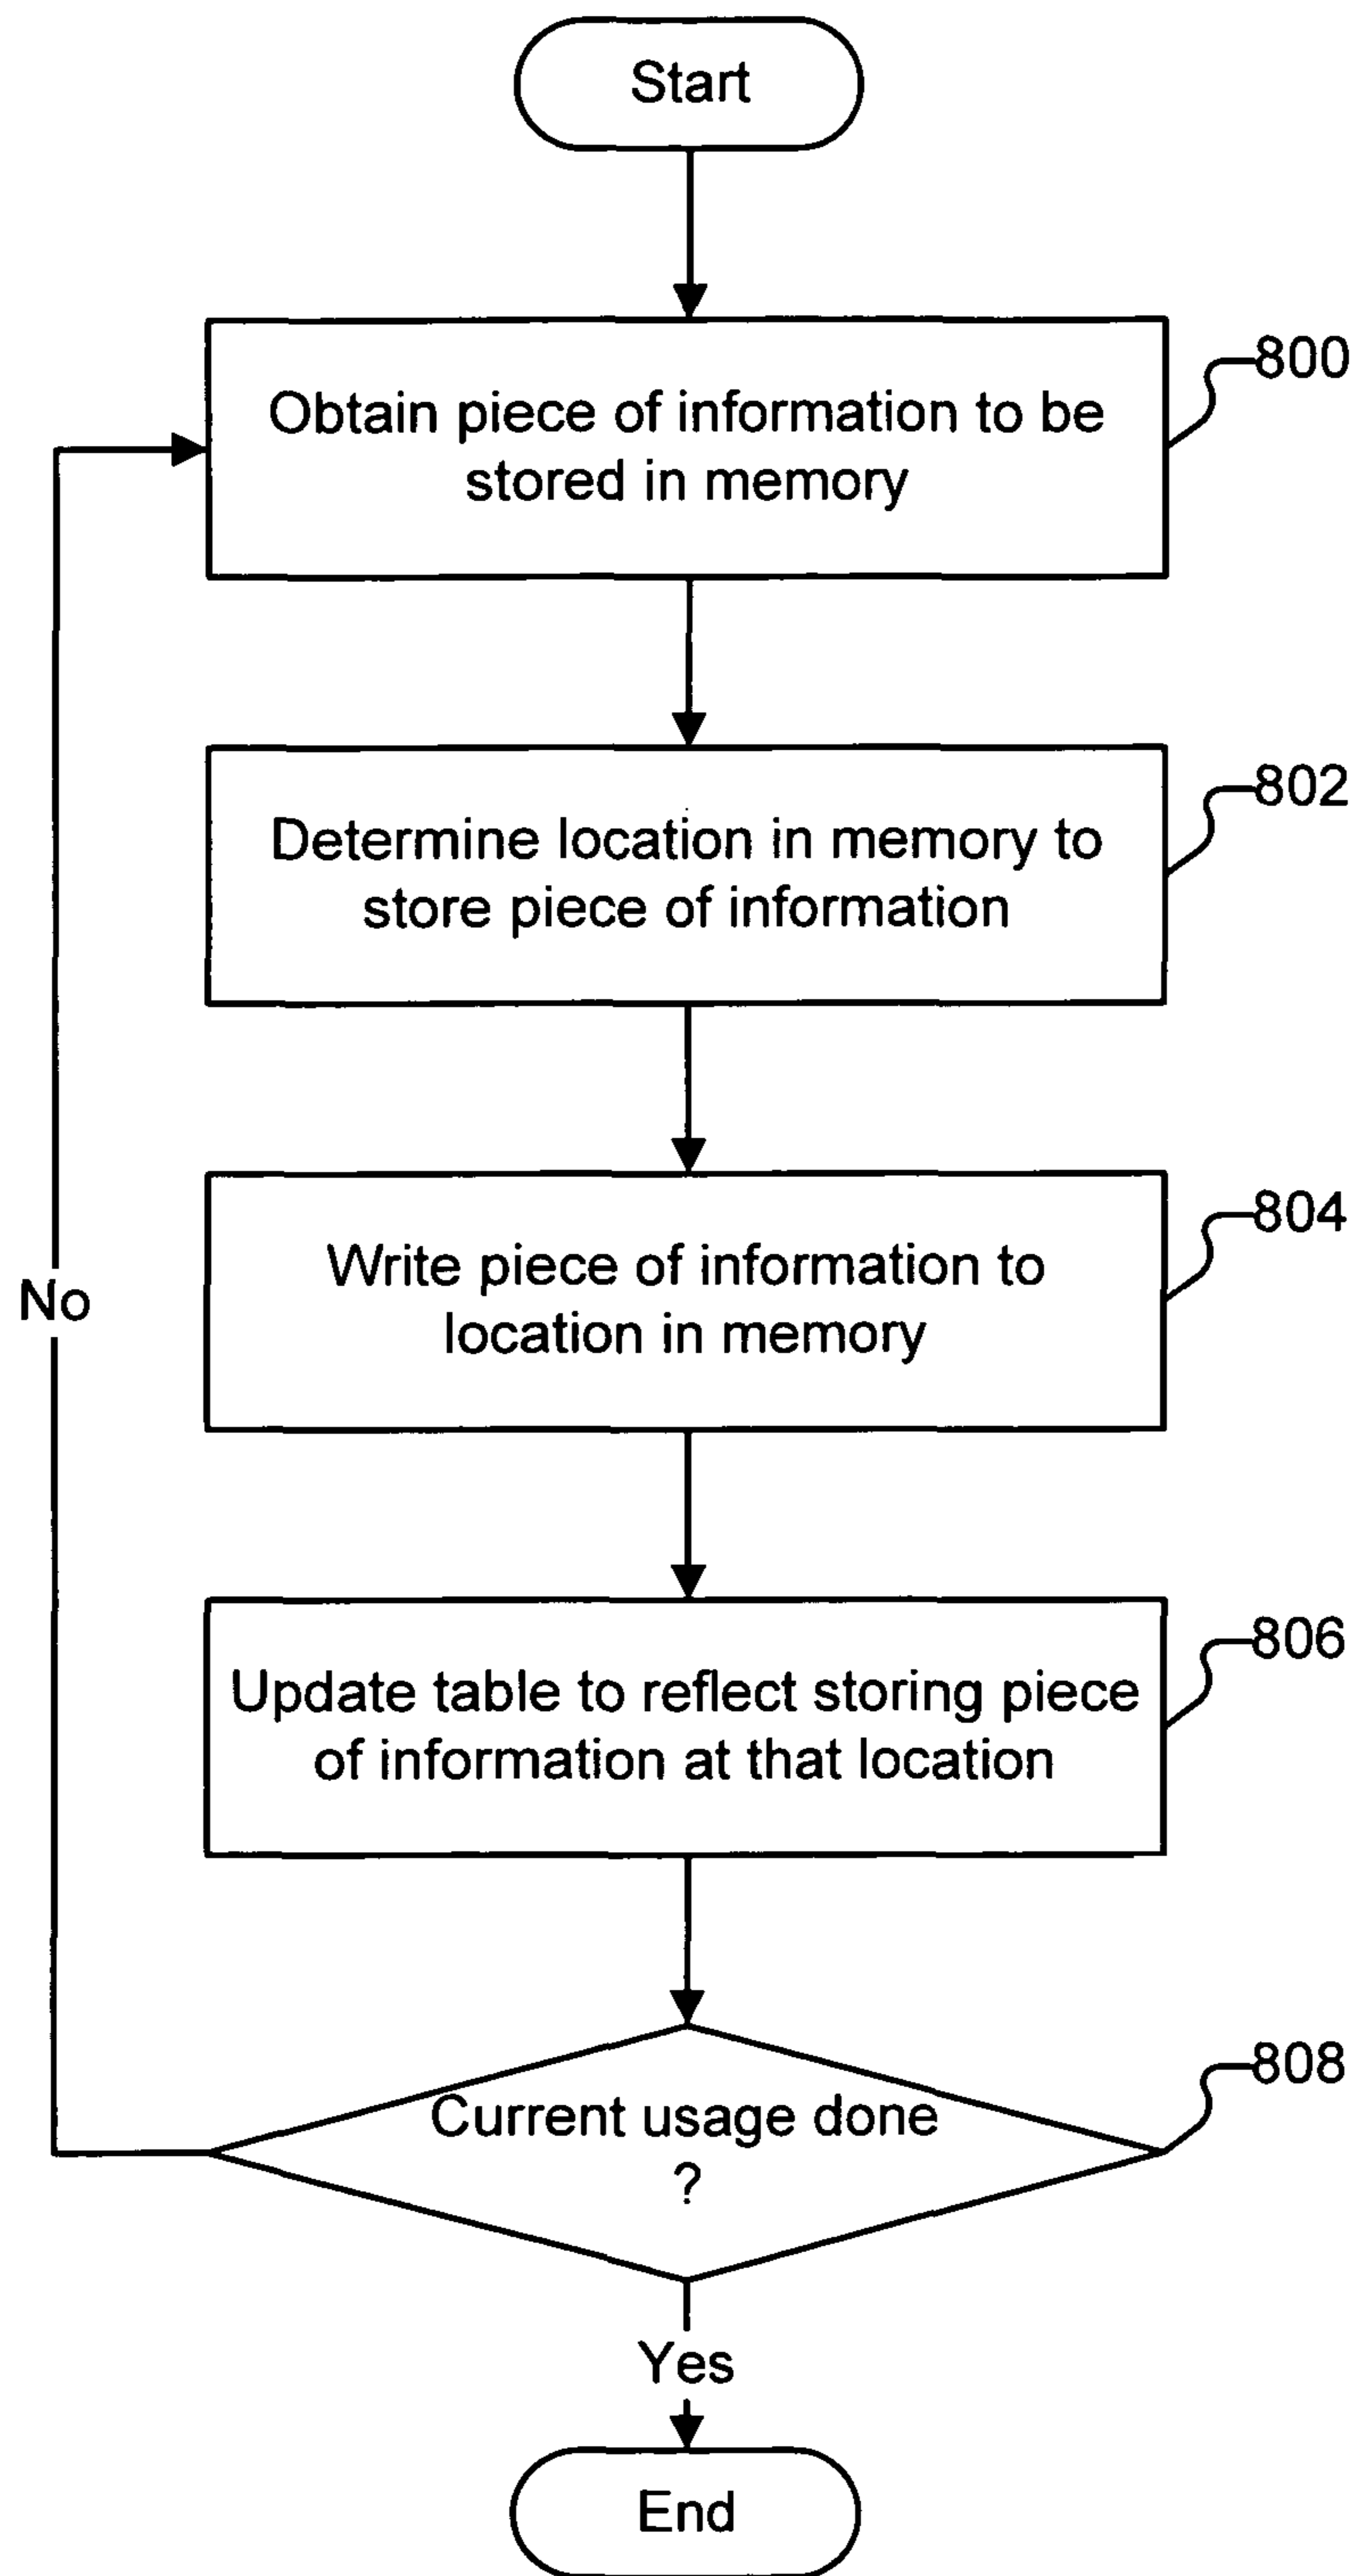 Start
800
Obtain piece of information to be
stored in memory
802
Determine location in memory to
store piece of information
804
Write piece of information to
location in memory
No
806
Update table to reflect storing piece
of information at that location
808
Current usage done
?
Yes
End